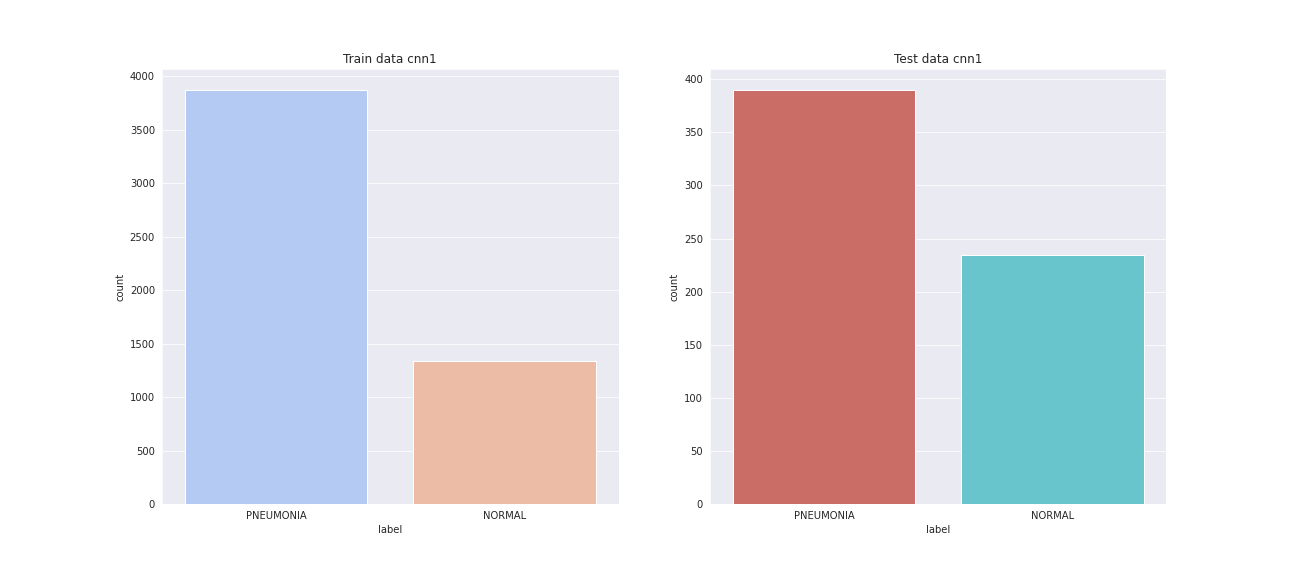 Train data cnn1
4000
3500
3000
2500
2000
1500
1000
500
0
count
PNEUMONIA NORMAL
label
Test data cnn1
400
350
300
250
200
150
100
50
0
count
PNEUMONIA NORMAL
label